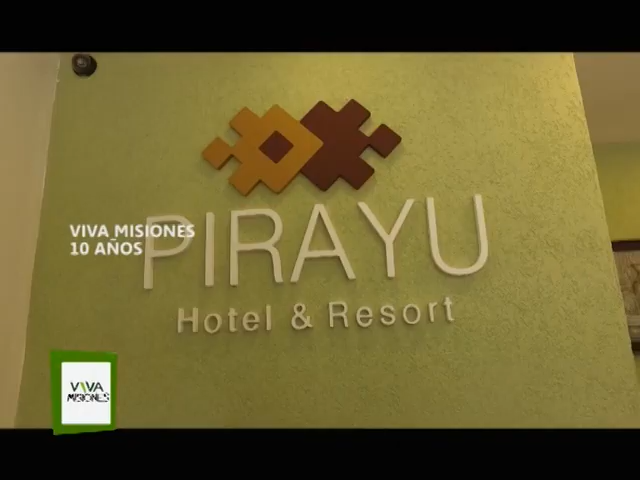 PIRAYU
Hotel & Resort
VIVA MISIONES
10 AÑOS
VIVA
MISIONES